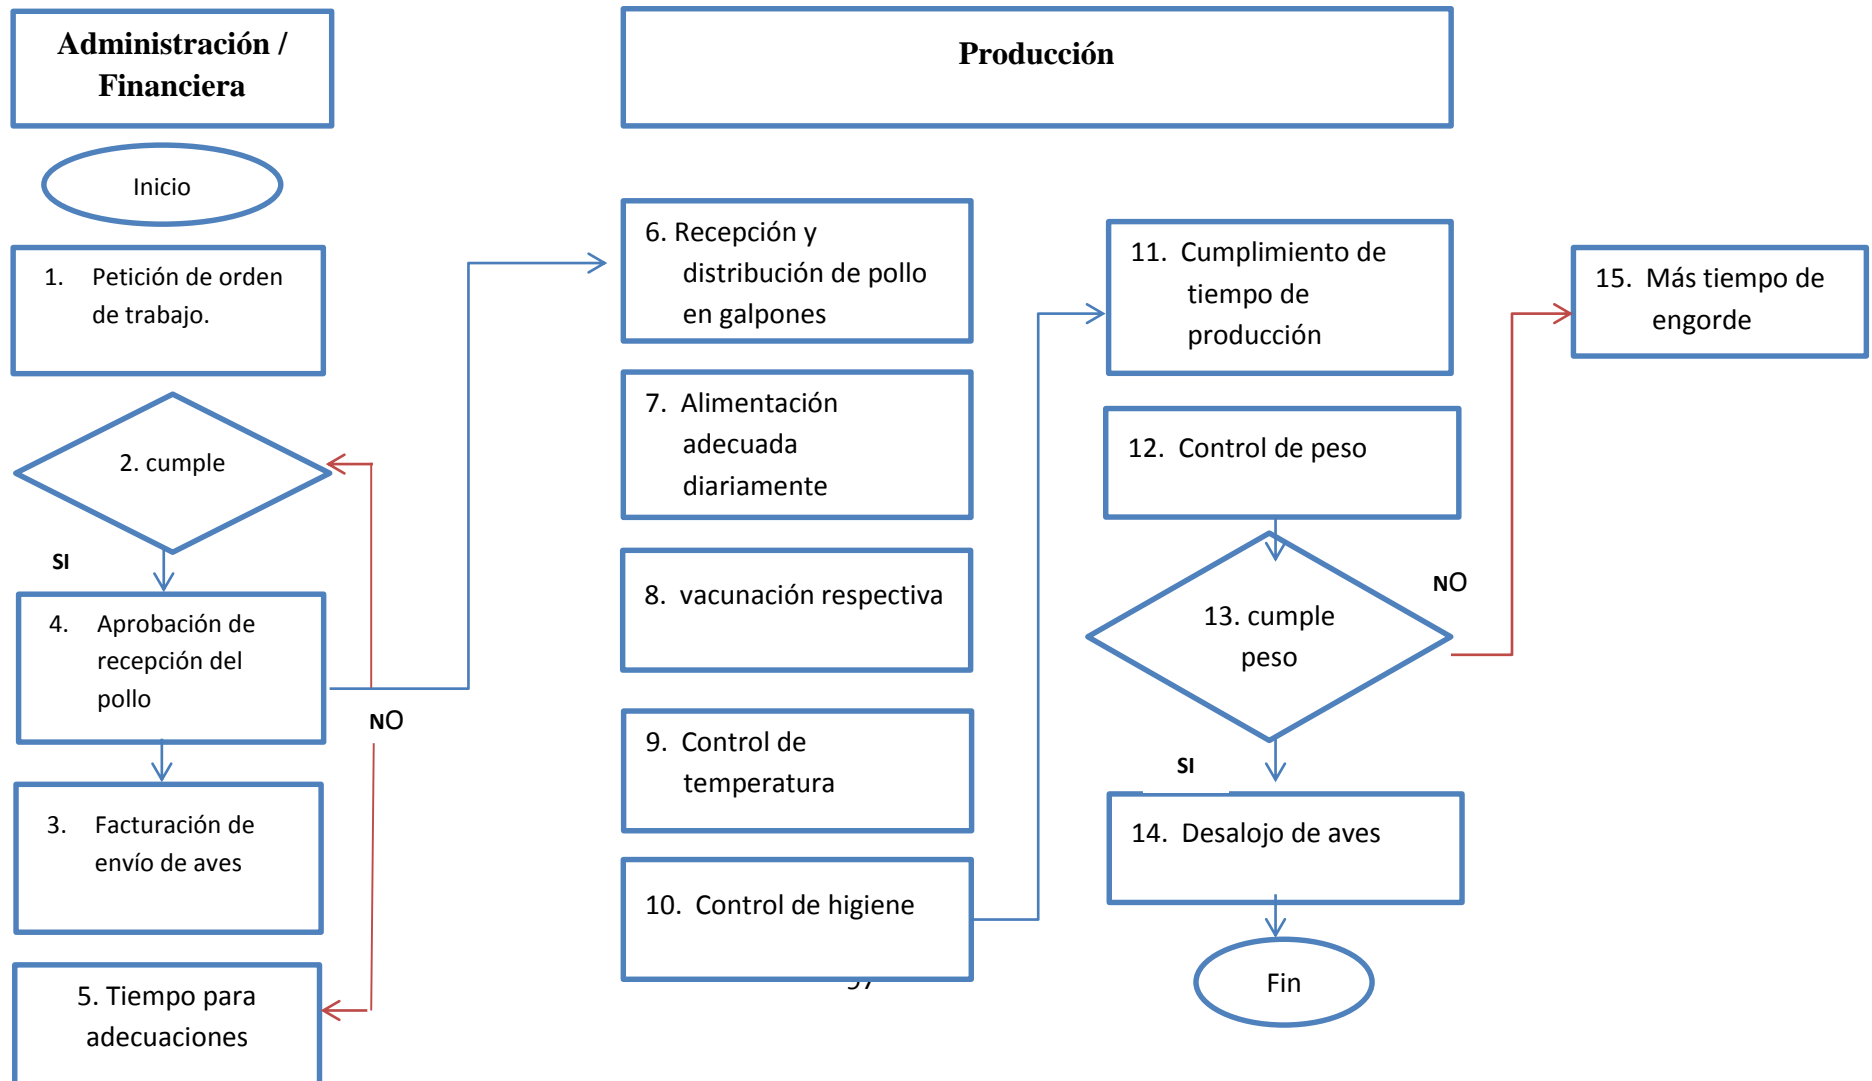 Administración /
Financiera
Producción
Inicio
1. Petición de orden
de trabajo.
2. cumple
SI
4. Aprobación de
recepción del
pollo
NO
3. Facturación de
envío de aves
5. Tiempo para
adecuaciones
6. Recepción y
distribución de pollo
en galpones
7. Alimentación
adecuada
diariamente
8. vacunación respectiva
9. Control de
temperatura
10. Control de higiene
11. Cumplimiento de
tiempo de
producción
12. Control de peso
13. cumple
peso
NO
SI
14. Desalojo de aves
Fin
15. Más tiempo de
engorde